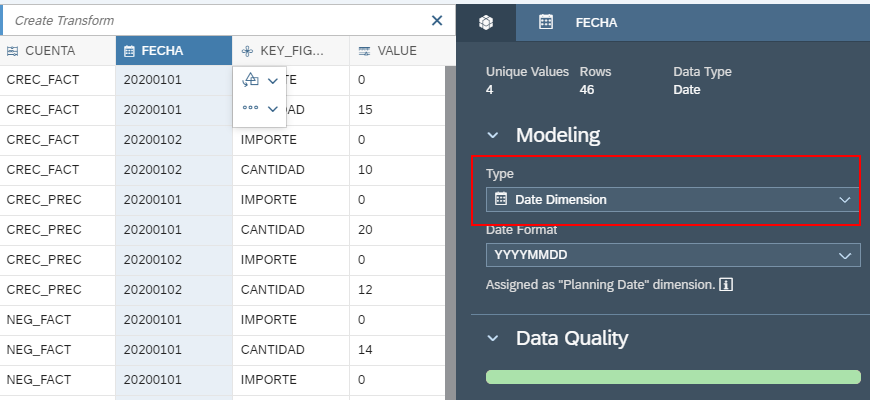 Create Transform
CUENTA FECHA KEY_FIG... VALUE
CREC_FACT 20200101 TE 0
CREC_FACT 20200101 DAD 15
CREC_FACT 20200102 IMPORTE 0
CREC_FACT 20200102 CANTIDAD 10
CREC_PREC 20200101 IMPORTE 0
CREC_PREC 20200101 CANTIDAD 20
CREC_PREC 20200102 IMPORTE 0
CREC_PREC 20200102 CANTIDAD 12
NEG_FACT 20200101 IMPORTE 0
NEG_FACT 20200101 CANTIDAD 14
NEG_FACT 20200101 IMPORTE 0
FECHA
Unique Values Rows Data Type
4 46 Date
Modeling
Type
Date Dimension
Date Format
YYYYMMDD
Assigned as "Planning Date" dimension.
Data Quality